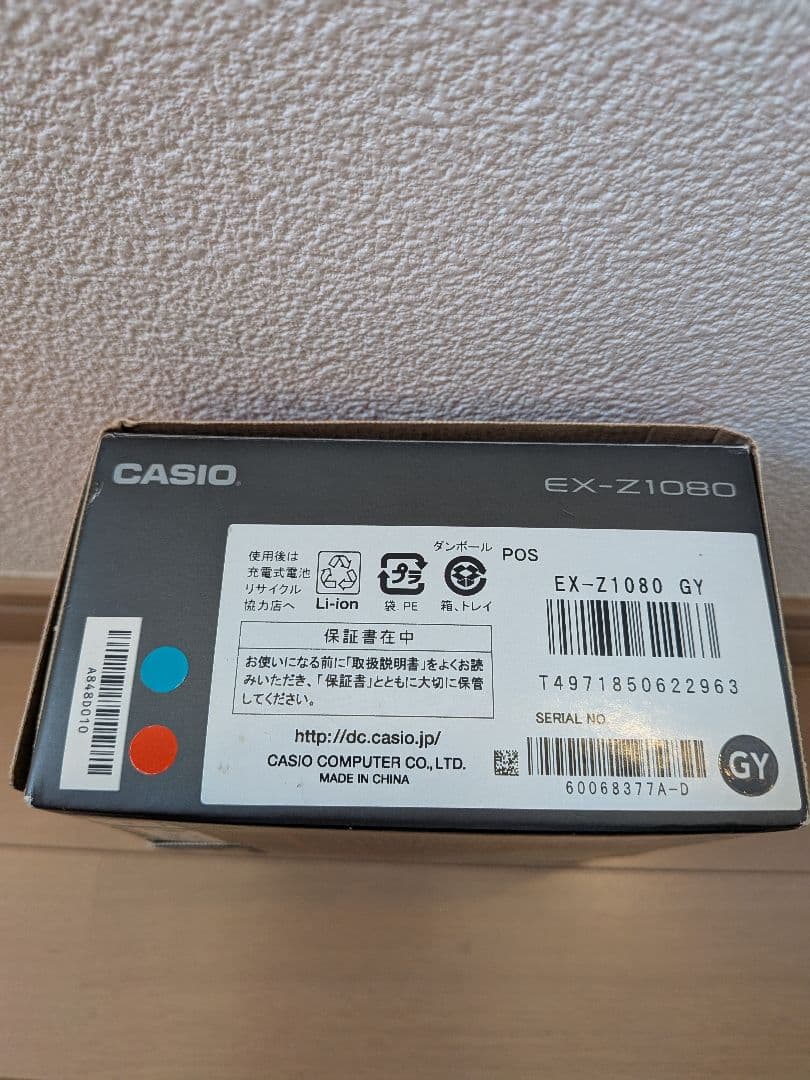 CASIO
EX-Z1080
使用後は
充電式電池
リサイクル
協力店へ
Li-ion
プラ
袋 PE
ダンボール
箱、トレイ
POS
EX-Z1080 GY
T4971850622963
保証書在中
お使いになる前に「取扱説明書」をよくお読
みいただき、「保証書」とともに大切に保管
してください。
http://dc.casio.jp/
CASIO COMPUTER CO., LTD.
MADE IN CHINA
SERIAL NO.
60068377A-D
GY
A848D010